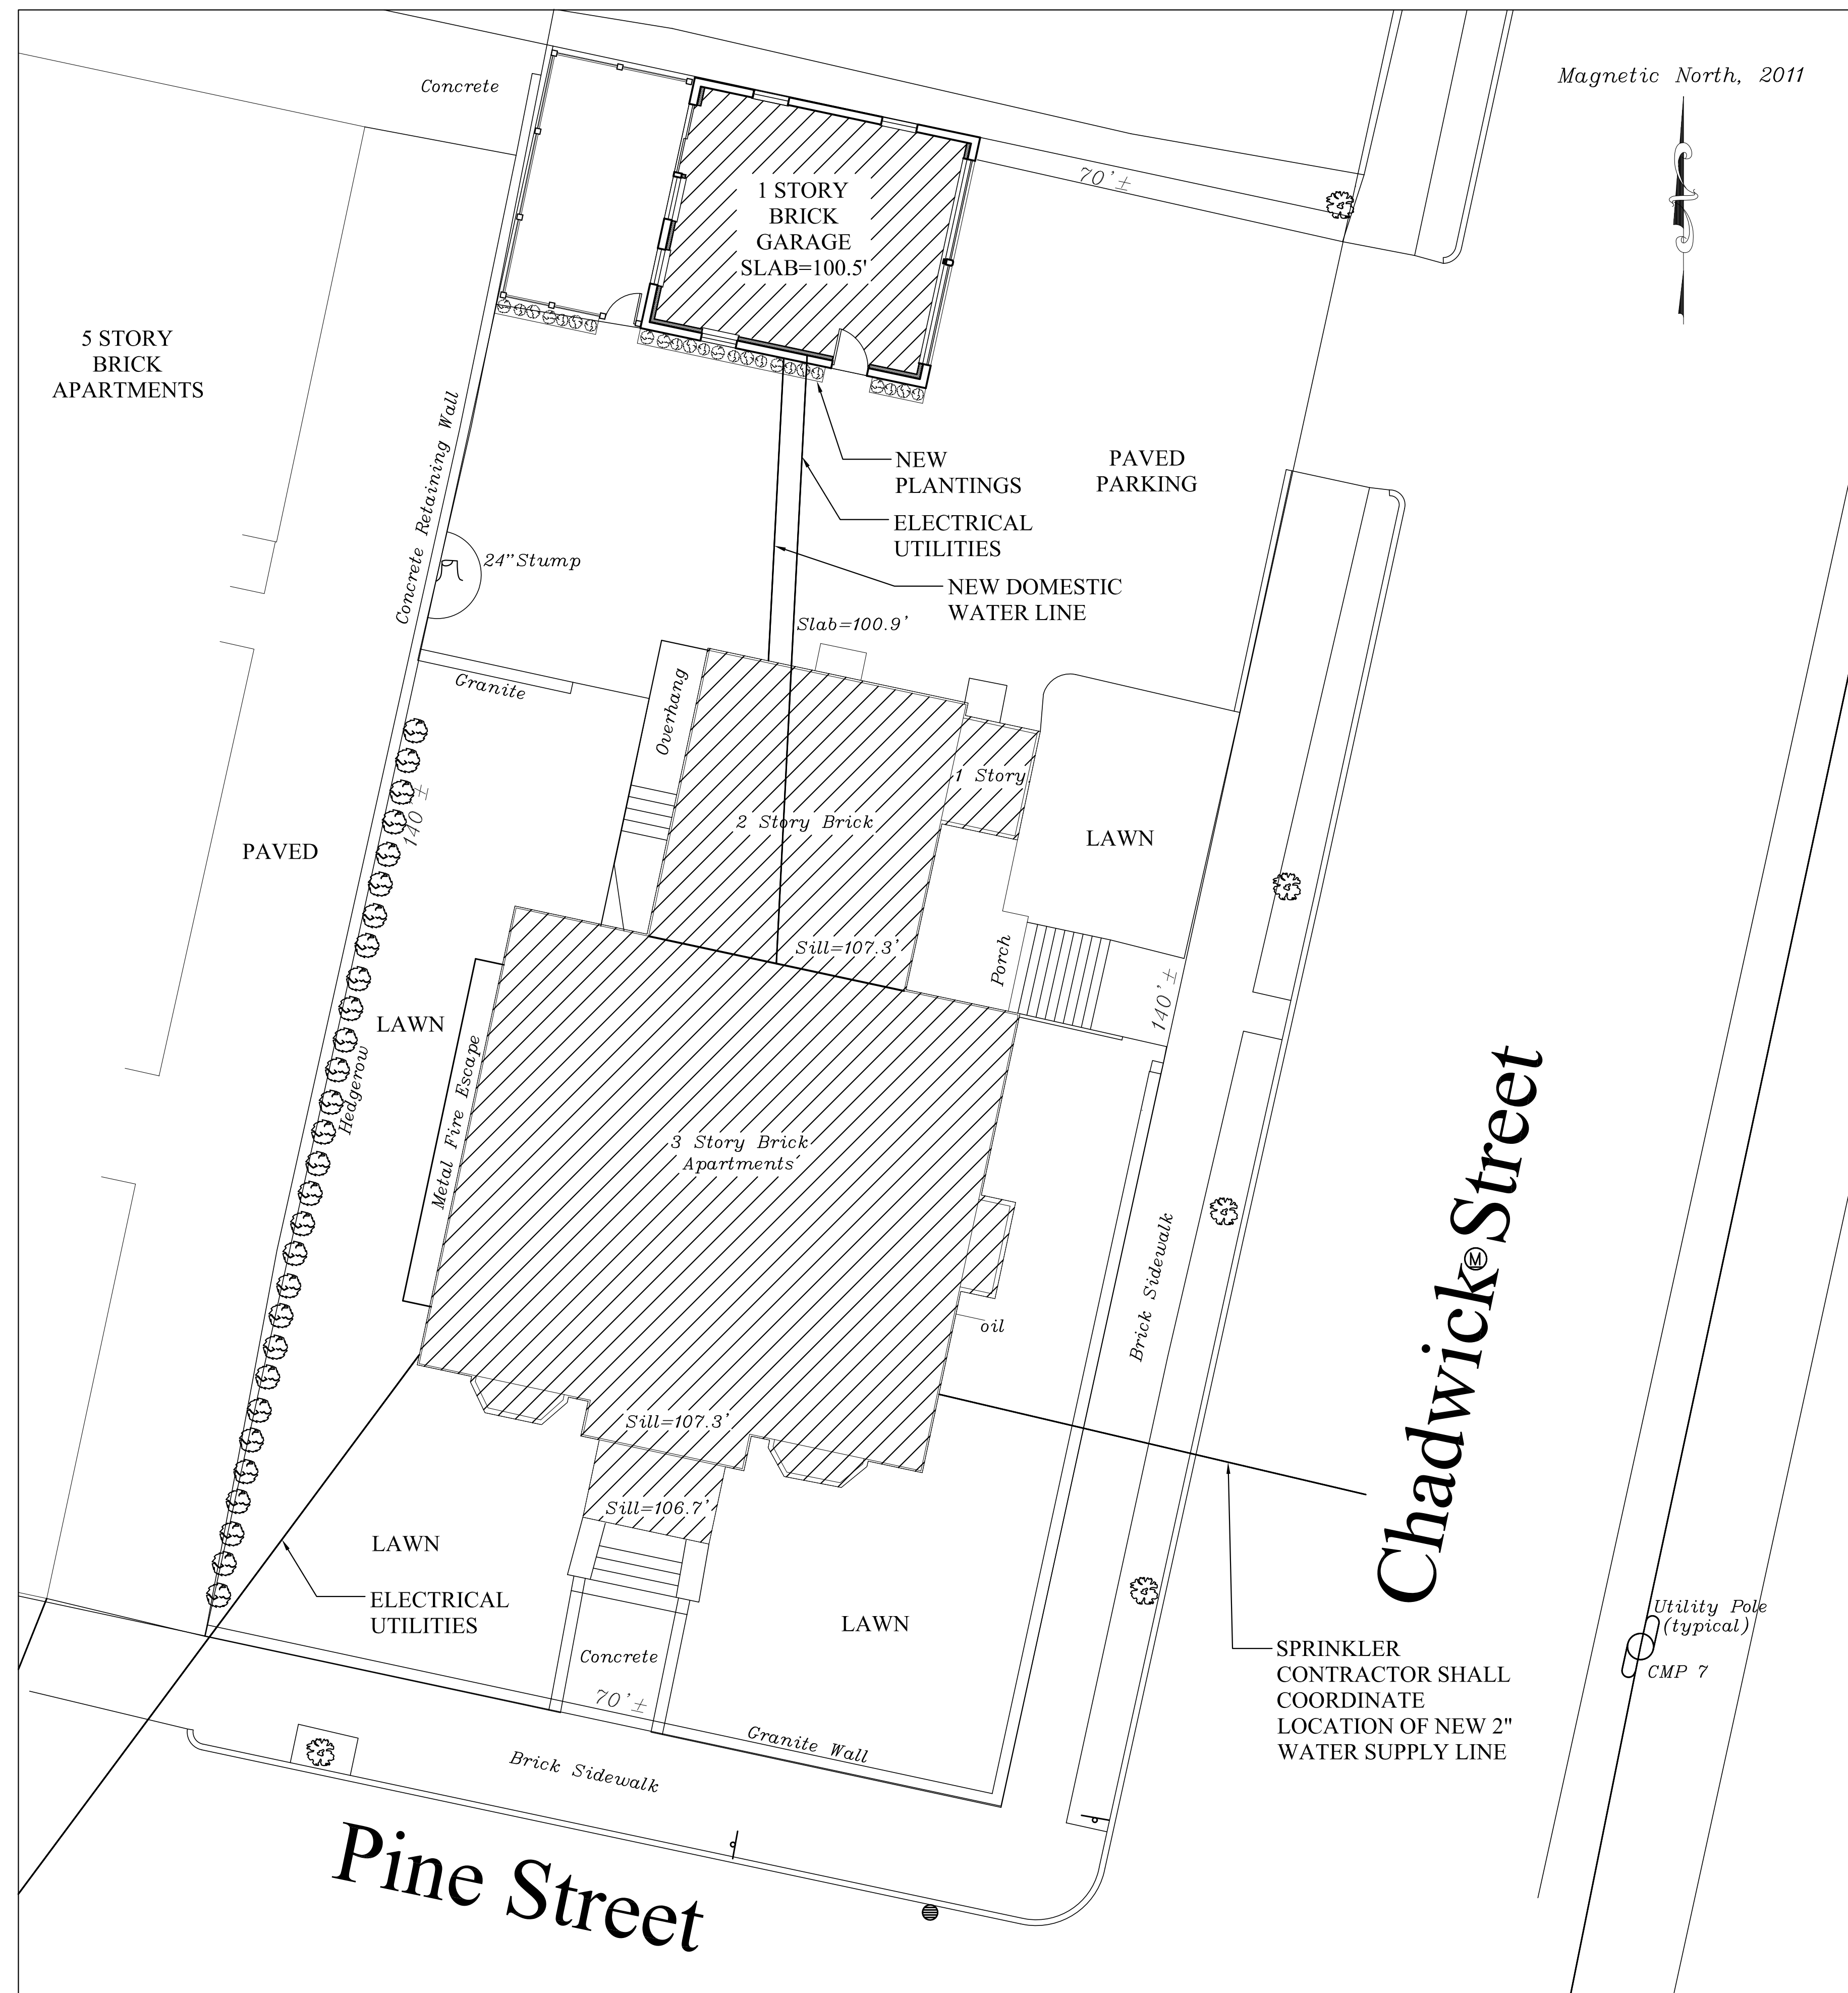 Magnetic North, 2011
Concrete
70'±
1 STORY
BRICK
GARAGE
SLAB=100.5'
5 STORY
BRICK
APARTMENTS
Concrete Retaining Wall
NEW
PLANTINGS
PAVED
PARKING
ELECTRICAL
UTILITIES
24" Stump
NEW DOMESTIC
WATER LINE
Slab=100.9'
Granite
Overhang
1 Story
140'±
2 Story Brick
LAWN
PAVED
Sill=107.3'
Porch
140'±
LAWN
Hedgerow
Metal Fire Escape
3 Story Brick
Apartments
Brick Sidewalk
Chadwick Street
M
oil
Sill=107.3'
Sill=106.7'
LAWN
ELECTRICAL
UTILITIES
LAWN
Concrete
70'±
Granite Wall
SPRINKLER
CONTRACTOR SHALL
COORDINATE
LOCATION OF NEW 2"
WATER SUPPLY LINE
Utility Pole
(typical)
CMP 7
Brick Sidewalk
Pine Street